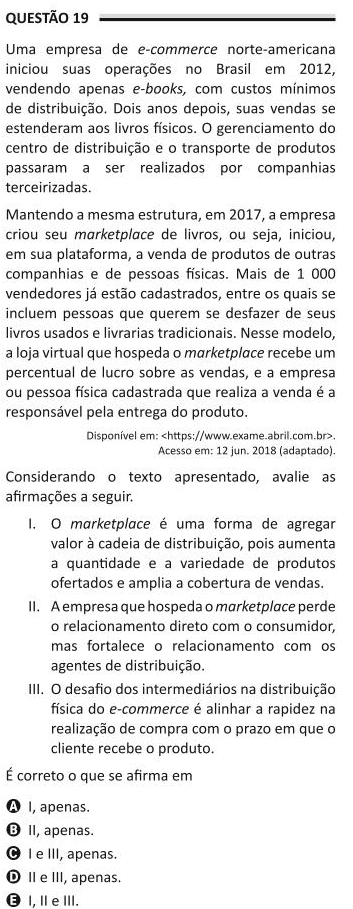 QUESTÃO 19
Uma empresa de e-commerce norte-americana
iniciou suas operações no Brasil em 2012,
vendendo apenas e-books, com custos mínimos
de distribuição. Dois anos depois, suas vendas se
estenderam aos livros físicos. O gerenciamento do
centro de distribuição e o transporte de produtos
passaram a ser realizados por companhias
terceirizadas.
Mantendo a mesma estrutura, em 2017, a empresa
criou seu marketplace de livros, ou seja, iniciou,
em sua plataforma, a venda de produtos de outras
companhias e de pessoas físicas. Mais de 1 000
vendedores já estão cadastrados, entre os quais se
incluem pessoas que querem se desfazer de seus
livros usados e livrarias tradicionais. Nesse modelo,
a loja virtual que hospeda o marketplace recebe um
percentual de lucro sobre as vendas, e a empresa
ou pessoa física cadastrada que realiza a venda é a
responsável pela entrega do produto.
Disponível em: <https://www.exame.abril.com.br>.
Acesso em: 12 jun. 2018 (adaptado).
Considerando o texto apresentado, avalie as
afirmações a seguir.
I. O marketplace é uma forma de agregar
valor à cadeia de distribuição, pois aumenta
a quantidade e a variedade de produtos
ofertados e amplia a cobertura de vendas.
II. A empresa que hospeda o marketplace perde
o relacionamento direto com o consumidor,
mas fortalece o relacionamento com os
agentes de distribuição.
III. O desafio dos intermediários na distribuição
física do e-commerce é alinhar a rapidez na
realização de compra com o prazo em que o
cliente recebe o produto.
É correto o que se afirma em
A I, apenas.
B II, apenas.
C I e III, apenas.
D II e III, apenas.
E I, II e III.